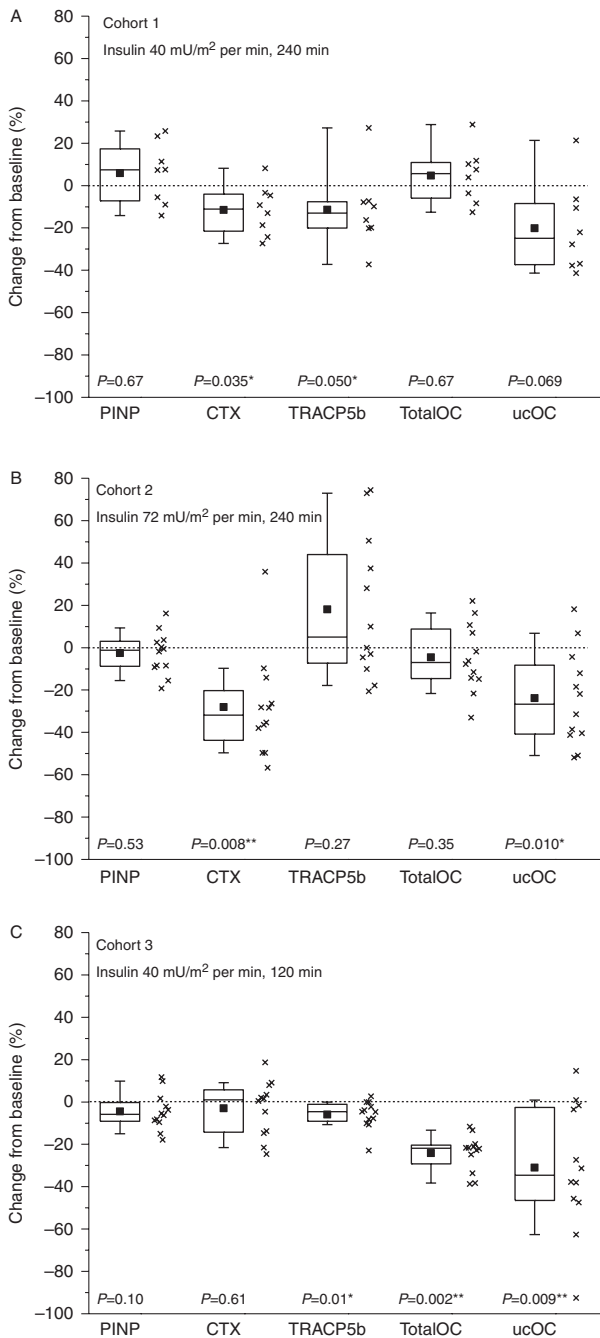 A
Cohort 1
Insulin 40 mU/m² per min, 240 min
Change from baseline (%)
80
60
40
20
0
−20
−40
−60
−80
−100
P=0.67 P=0.035* P=0.050* P=0.67 P=0.069
PINP CTX TRACP5b TotalOC ucOC
B
Cohort 2
Insulin 72 mU/m² per min, 240 min
Change from baseline (%)
80
60
40
20
0
−20
−40
−60
−80
−100
P=0.53 P=0.008** P=0.27 P=0.35 P=0.010*
PINP CTX TRACP5b TotalOC ucOC
C
Cohort 3
Insulin 40 mU/m² per min, 120 min
Change from baseline (%)
80
60
40
20
0
−20
−40
−60
−80
−100
P=0.10 P=0.61 P=0.01* P=0.002** P=0.009**
PINP CTX TRACP5b TotalOC ucOC